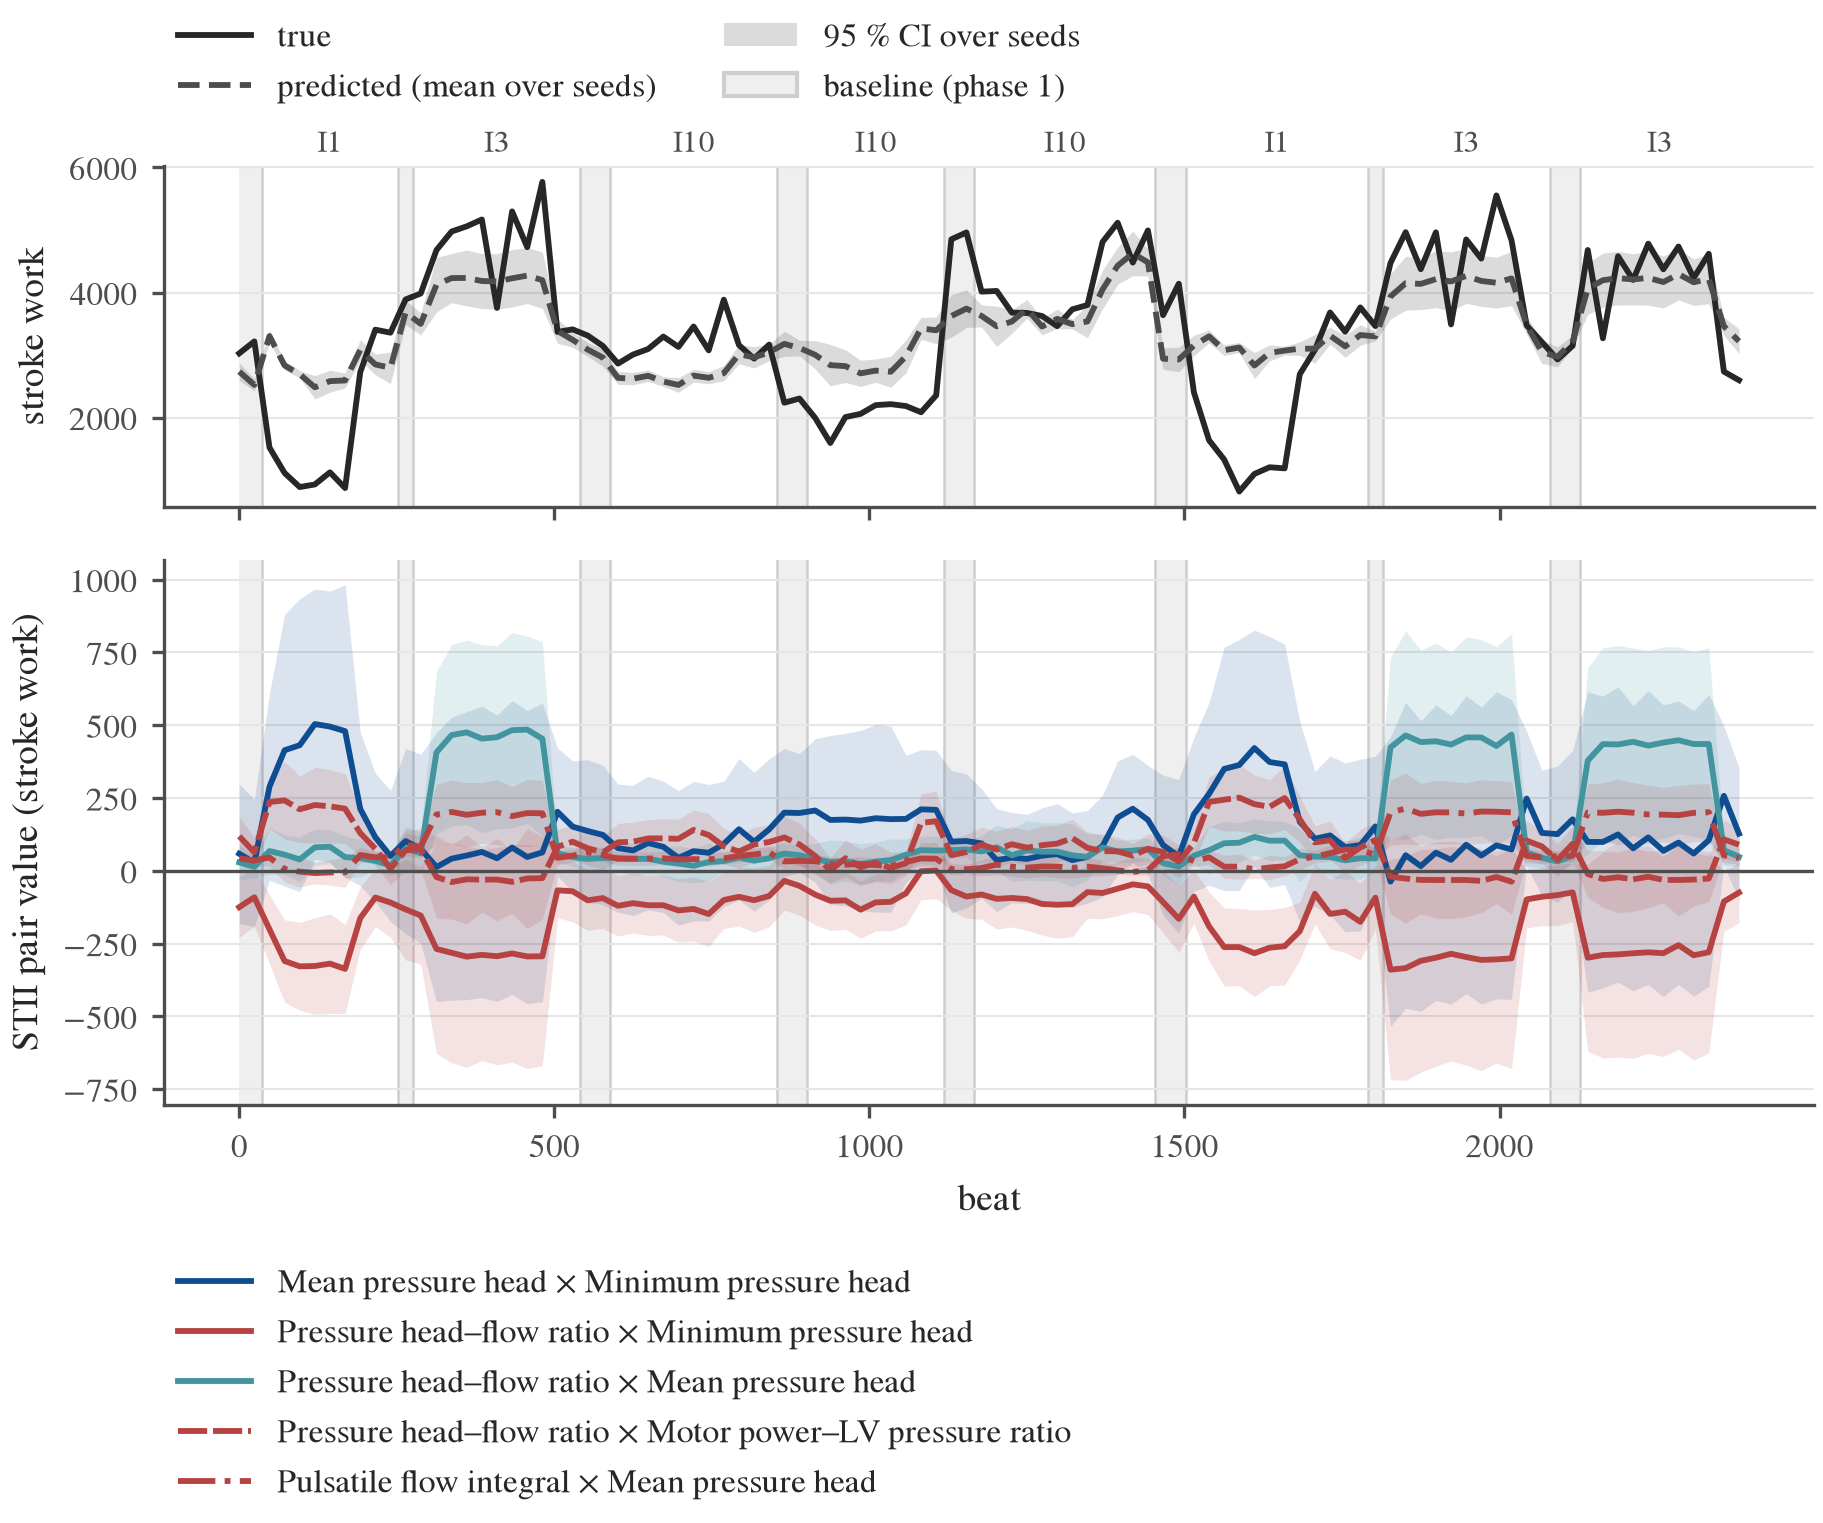 true
95 % CI over seeds
predicted (mean over seeds)
baseline (phase 1)
I1 I3 I10 I10 I10 I1 I3 I3
6000
4000
2000
stroke work
1000
750
500
250
0
−250
−500
−750
STII pair value (stroke work)
0 500 1000 1500 2000
beat
Mean pressure head × Minimum pressure head
Pressure head–flow ratio × Minimum pressure head
Pressure head–flow ratio × Mean pressure head
Pressure head–flow ratio × Motor power–LV pressure ratio
Pulsatile flow integral × Mean pressure head